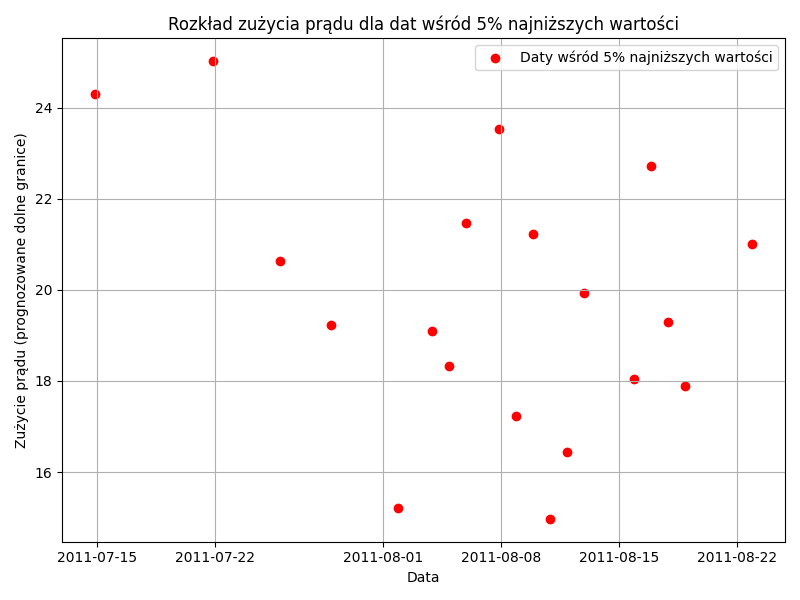 Rozkład zużycia prądu dla dat wśród 5% najniższych wartości
Daty wśród 5% najniższych wartości
Zużycie prądu (prognozowane dolne granice)
24
22
20
18
16
2011-07-15
2011-07-22
2011-08-01
2011-08-08
2011-08-15
2011-08-22
Data